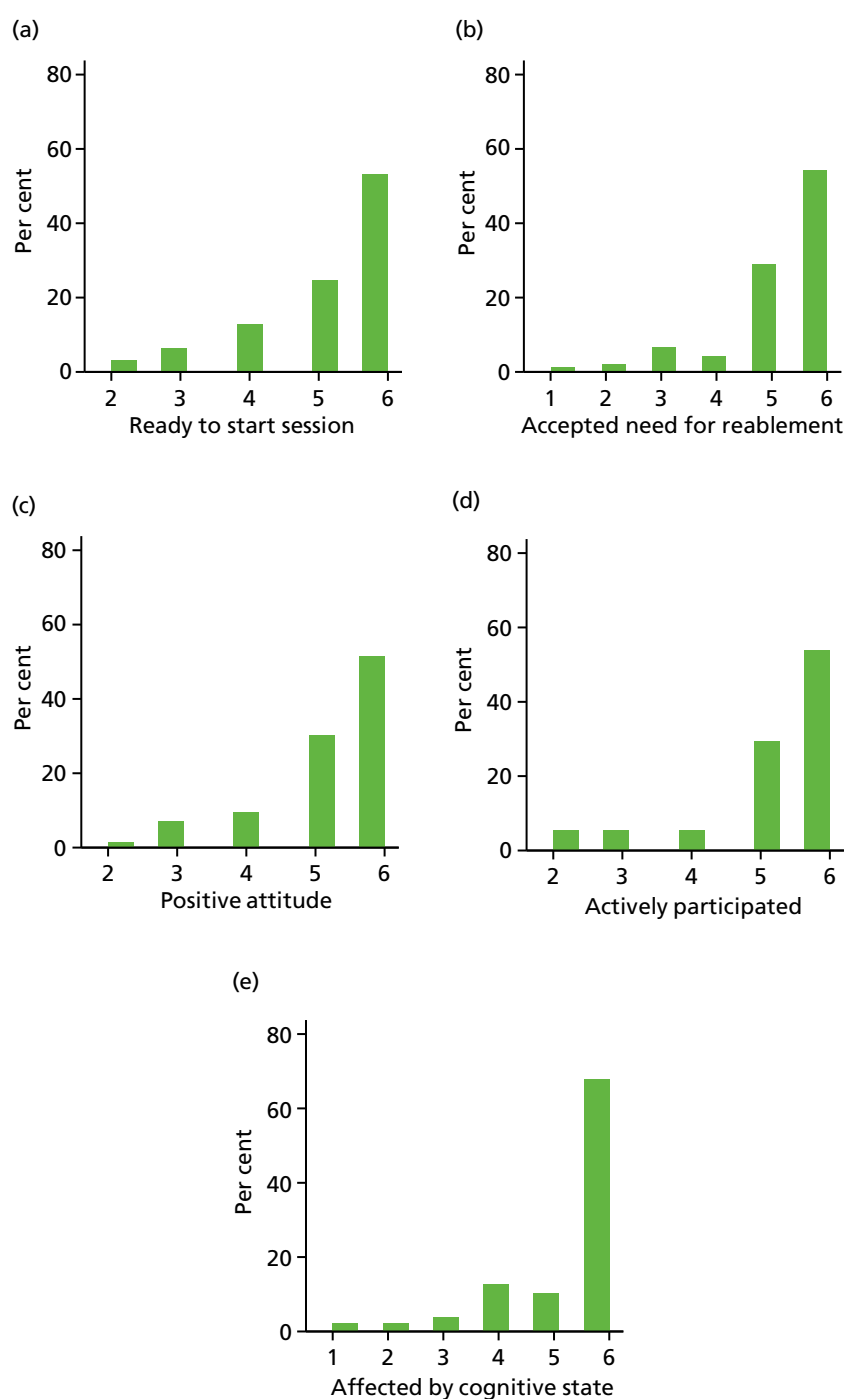 (a)
80
60
40
20
0
Per cent
2 3 4 5 6
Ready to start session
(b)
80
60
40
20
0
Per cent
1 2 3 4 5 6
Accepted need for reablement
(c)
80
60
40
20
0
Per cent
2 3 4 5 6
Positive attitude
(d)
80
60
40
20
0
Per cent
2 3 4 5 6
Actively participated
(e)
80
60
40
20
0
Per cent
1 2 3 4 5 6
Affected by cognitive state